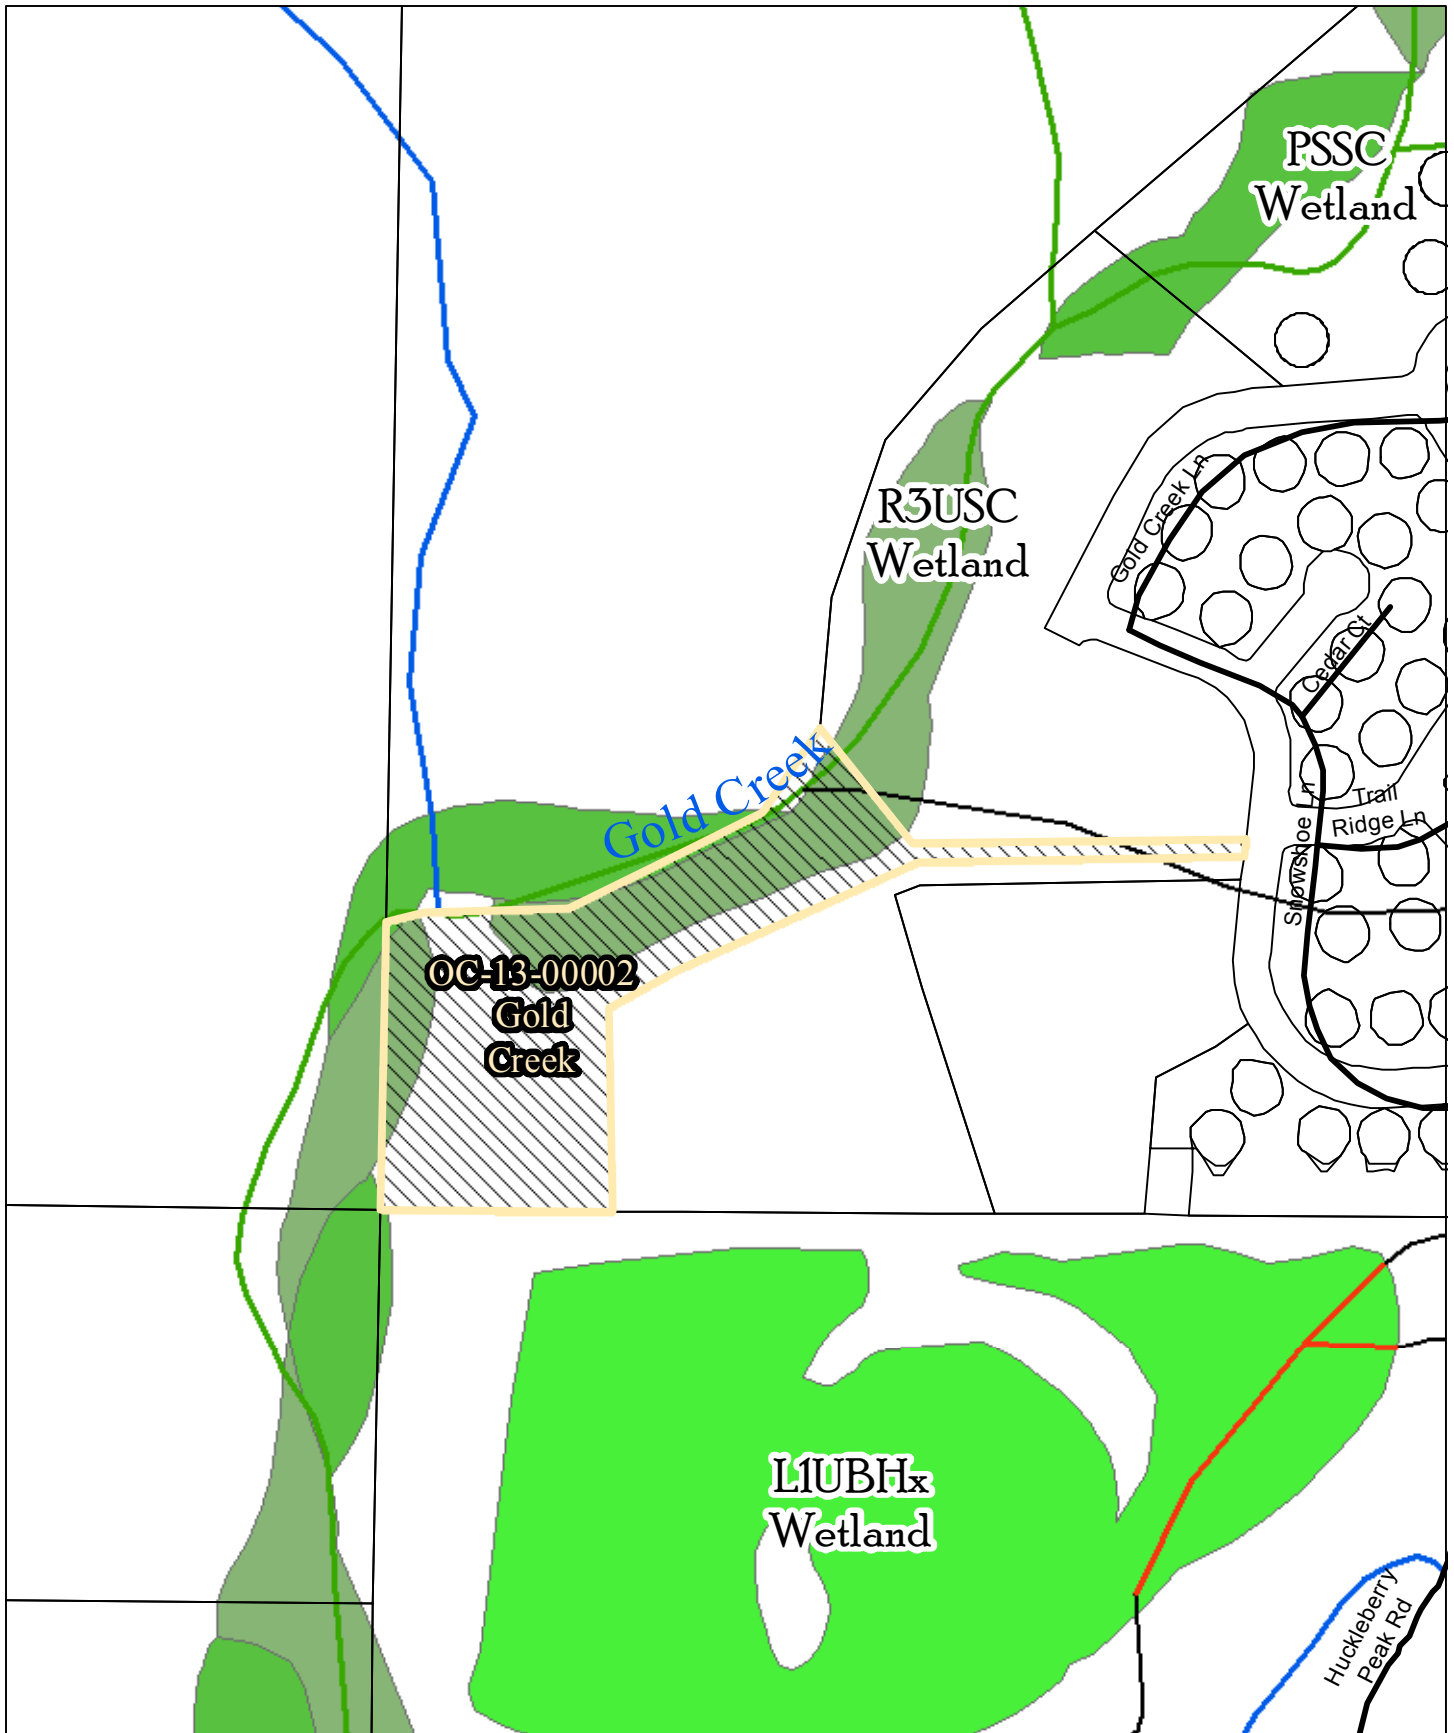 PSSC
Wetland
R3USC
Wetland
Gold Creek Ln
Cedar Ct
Gold Creek
Trail
Ridge Ln
Snowshoe Ln
OC-13-00002
Gold
Creek
L1UBHx
Wetland
Huckleberry
Peak Rd